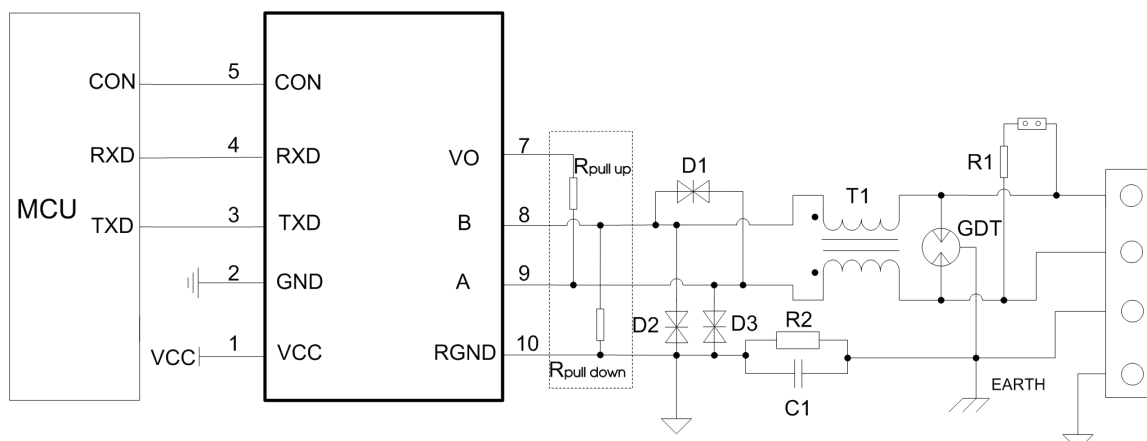 MCU
CON
RXD
TXD
5
4
3
2
1
VCC
CON
RXD
TXD
GND
VCC
VO
B
A
RGND
7
8
9
10
Rpull up
Rpull down
D1
D2
D3
T1
R2
C1
GDT
R1
EARTH